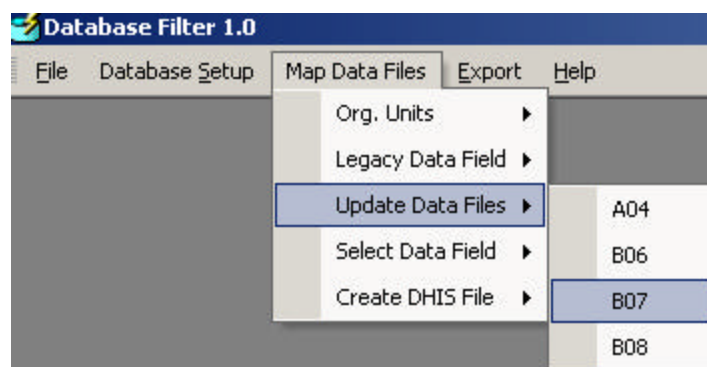 Database Filter 1.0
File Database Setup Map Data Files Export Help
Org. Units
Legacy Data Field
Update Data Files
A04
Select Data Field
B06
Create DHIS File
B07
B08